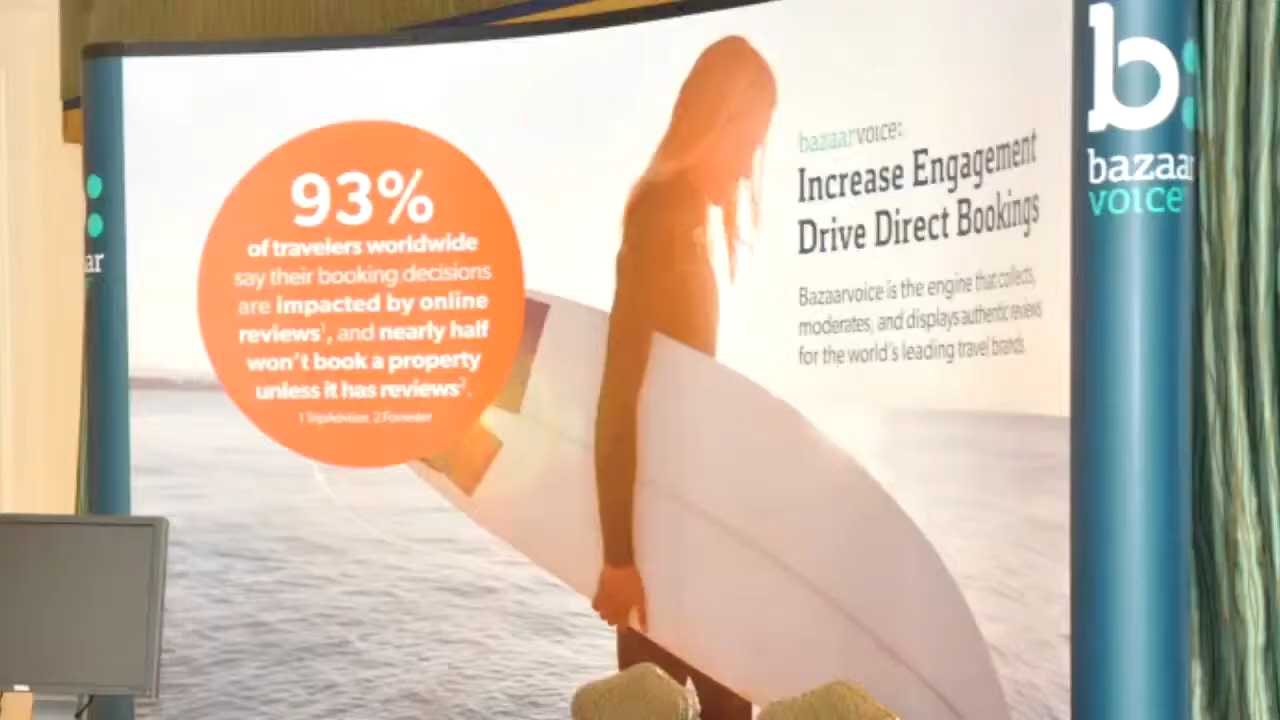 93%
of travelers worldwide
say their booking decisions
are impacted by online
reviews¹, and nearly half
won't book a property
unless it has reviews².
1 TripAdvisor, 2 Forrester
bazaarvoice:
Increase Engagement
Drive Direct Bookings
Bazaarvoice is the engine that collects,
moderates, and displays authentic reviews
for the world's leading travel brands.
b:
bazaar
voice
ar